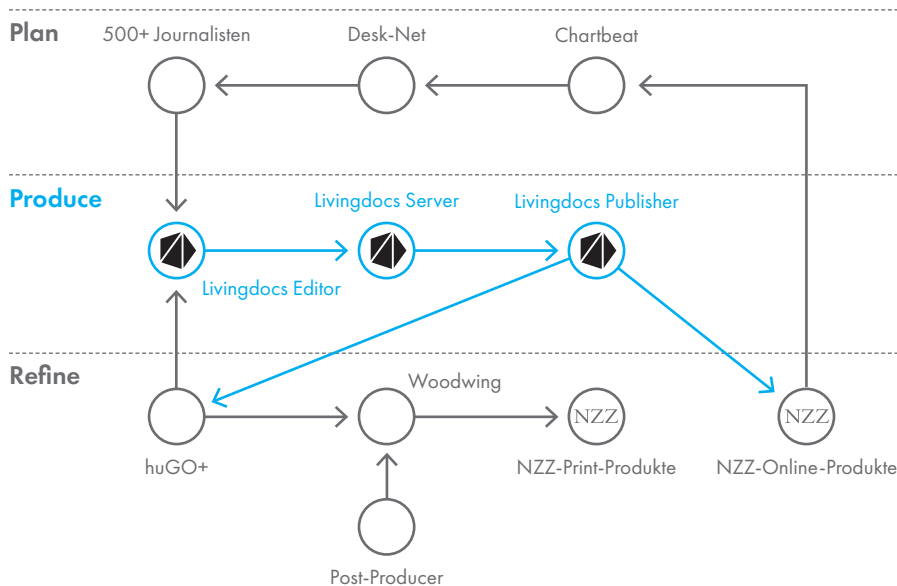 Plan
500+ Journalisten
Desk-Net
Chartbeat
Produce
Livingdocs Server
Livingdocs Publisher
Livingdocs Editor
Refine
Woodwing
NZZ
NZZ
huGO+
NZZ-Print-Produkte
NZZ-Online-Produkte
Post-Producer